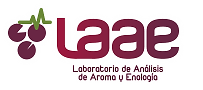 laae
Laboratorio de Análisis
de Aroma y Enología